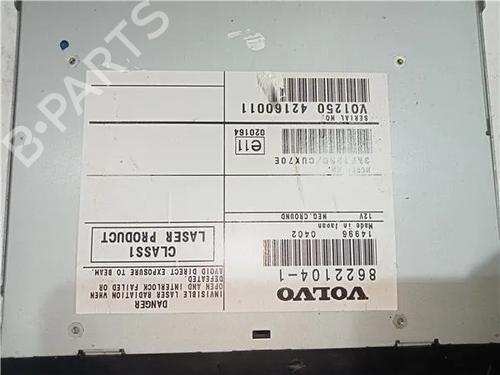 VOLVO
8622104-1
14996 0402
Made in Japan
12V NEG.GROUND
e11
020164
SERIAL NO.
VO1250 42160011
DANGER
INVISIBLE LASER RADIATION WHEN
OPEN AND INTERLOCK FAILED OR
DEFEATED.
AVOID DIRECT EXPOSURE TO BEAM.
CLASS1
LASER PRODUCT
B-PARTS